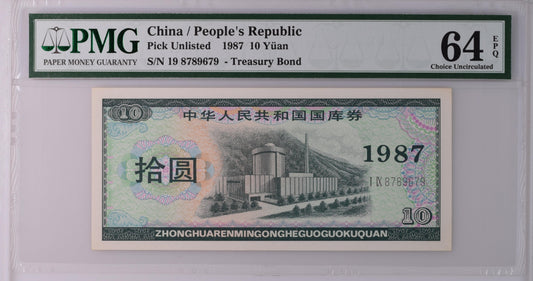 PMG
PAPER MONEY GUARANTY
China / People's Republic
Pick Unlisted 1987 10 Yüan
S/N 19 8789679 - Treasury Bond
64 EPQ
Choice Uncirculated
10
中华人民共和国国库券
拾圆
1987
I IX 8789679
10
ZHONGHUARENMINGONGHEGUOGUOKUQUAN